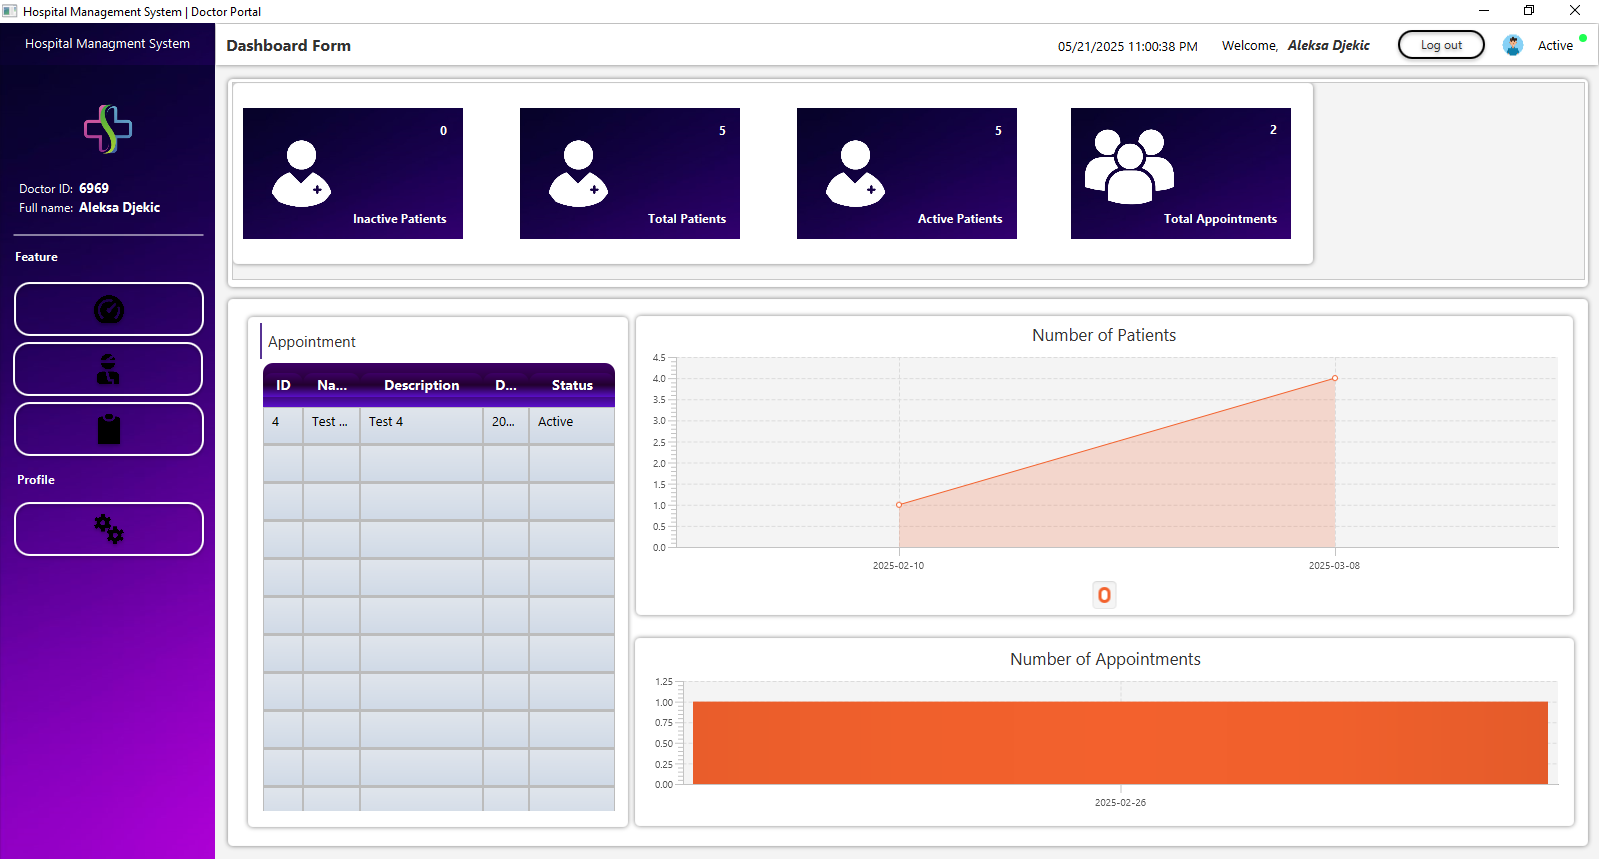 Hospital Management System | Doctor Portal
Hospital Managment System
Dashboard Form
05/21/2025 11:00:38 PM
Welcome, Aleksa Djekic
Log out
Active
Doctor ID: 6969
Full name: Aleksa Djekic
Feature
Profile
0
Inactive Patients
5
Total Patients
5
Active Patients
2
Total Appointments
Appointment
ID Na... Description D... Status
4 Test ... Test 4 20... Active
Number of Patients
4.5
4.0
3.5
3.0
2.5
2.0
1.5
1.0
0.5
0.0
2025-02-10 2025-03-08
Number of Appointments
1.25
1.00
0.75
0.50
0.25
0.00
2025-02-26